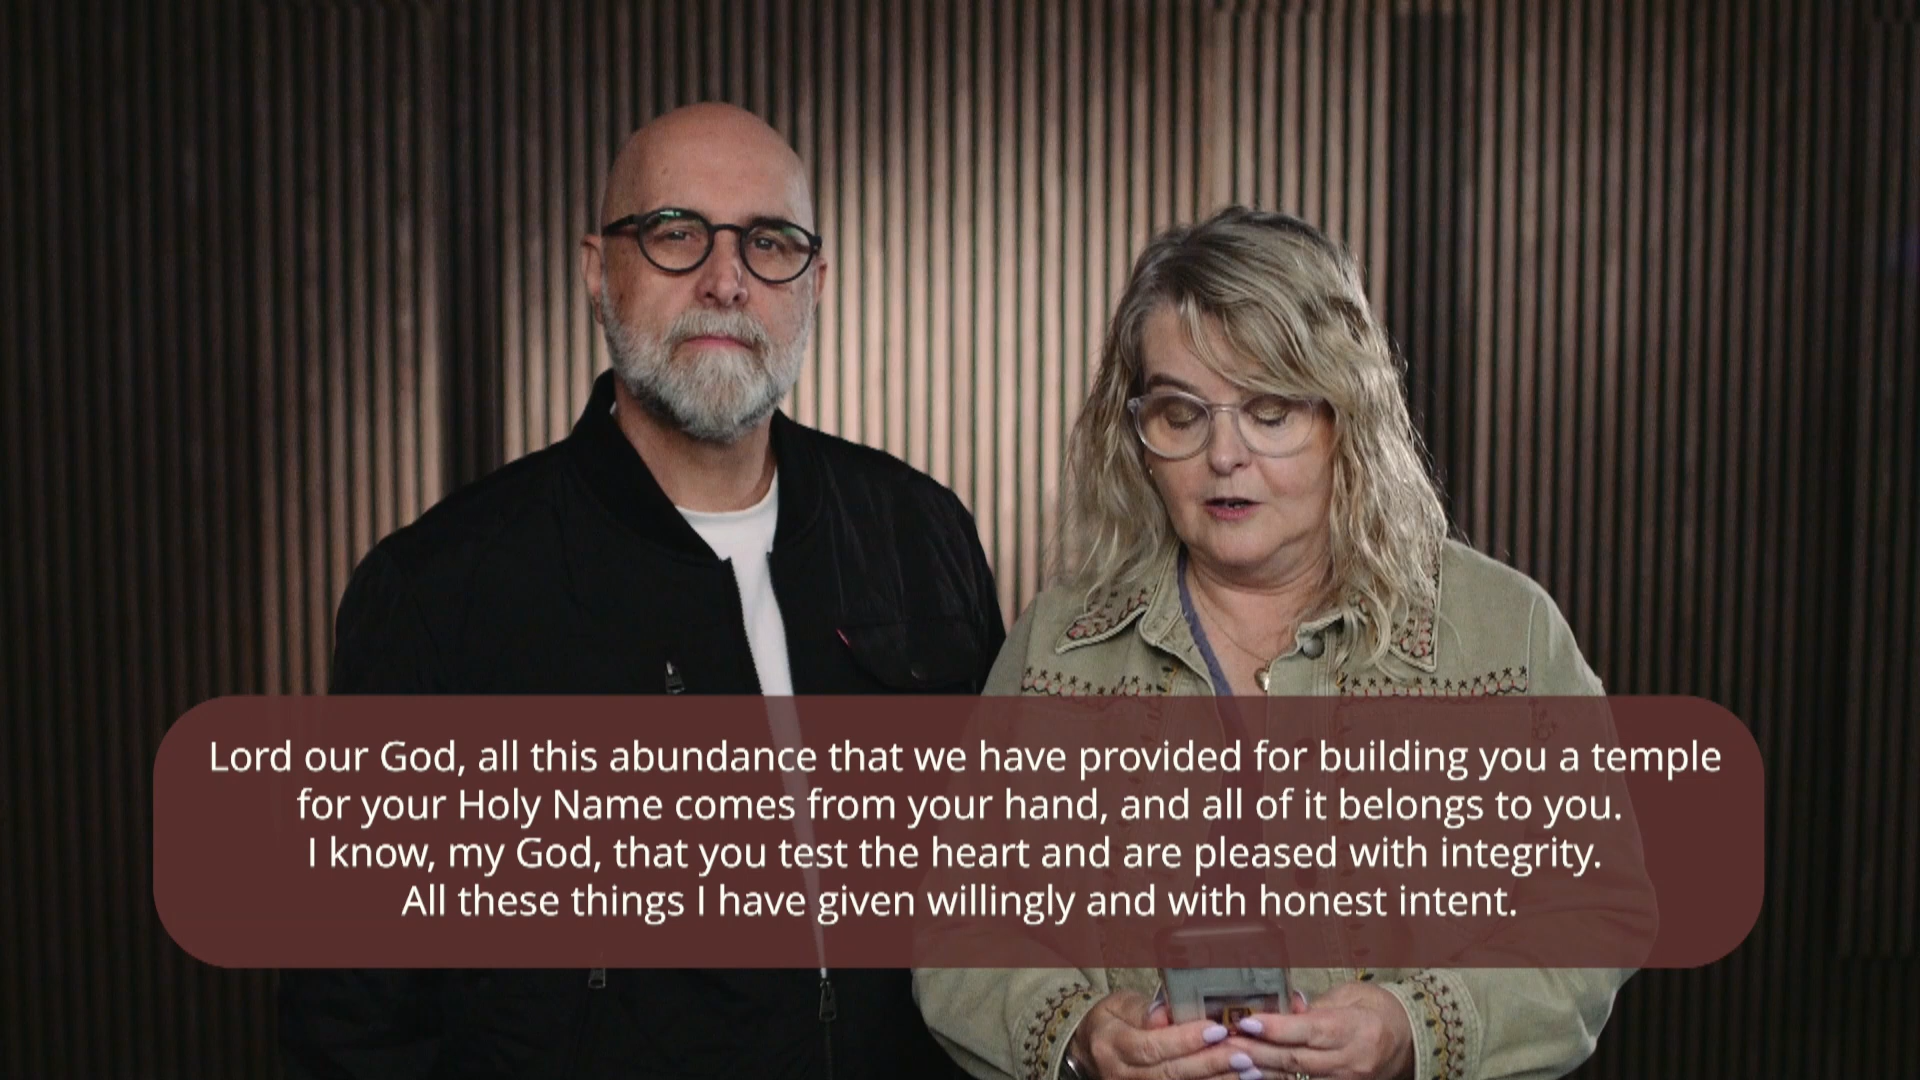 Lord our God, all this abundance that we have provided for building you a temple
for your Holy Name comes from your hand, and all of it belongs to you.
I know, my God, that you test the heart and are pleased with integrity.
All these things I have given willingly and with honest intent.